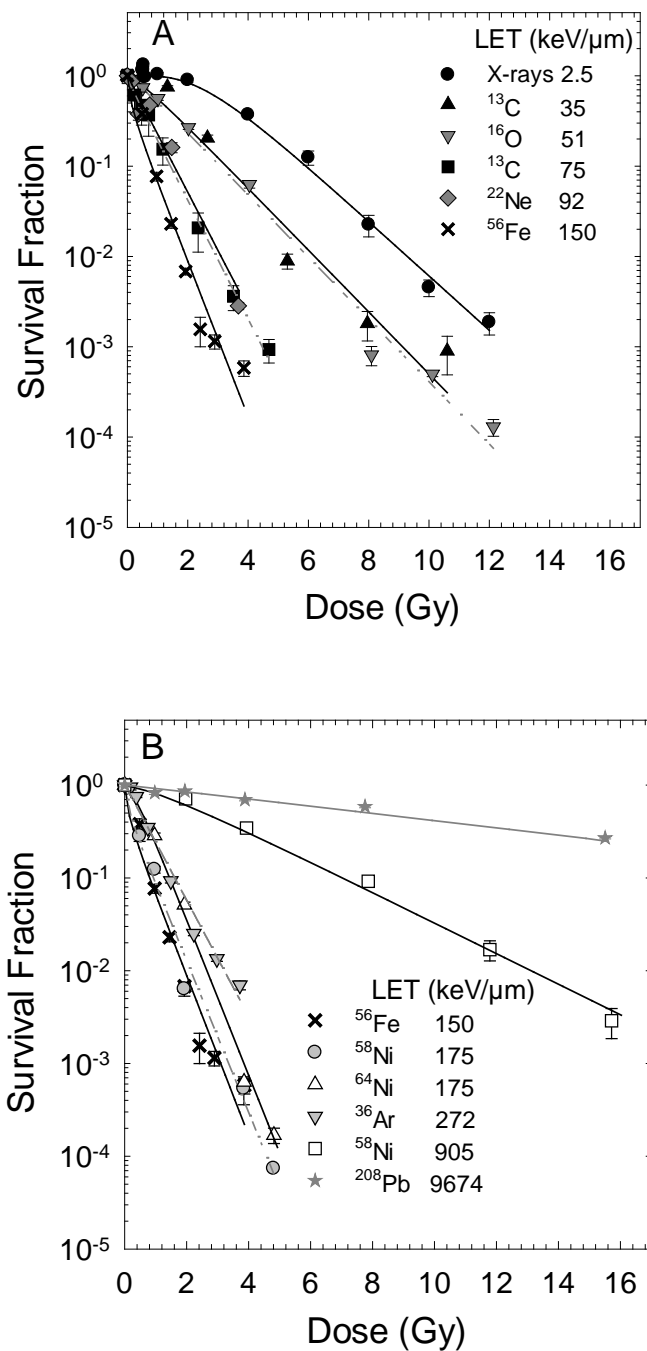 A
LET (keV/µm)
X-rays 2.5
¹³C 35
¹⁶O 51
¹³C 75
²²Ne 92
⁵⁶Fe 150
10⁰
10⁻¹
10⁻²
10⁻³
10⁻⁴
10⁻⁵
Survival Fraction
0 2 4 6 8 10 12 14 16
Dose (Gy)
B
10⁰
10⁻¹
10⁻²
10⁻³
10⁻⁴
10⁻⁵
Survival Fraction
LET (keV/µm)
⁵⁶Fe 150
⁵⁸Ni 175
⁶⁴Ni 175
³⁶Ar 272
⁵⁸Ni 905
²⁰⁸Pb 9674
0 2 4 6 8 10 12 14 16
Dose (Gy)